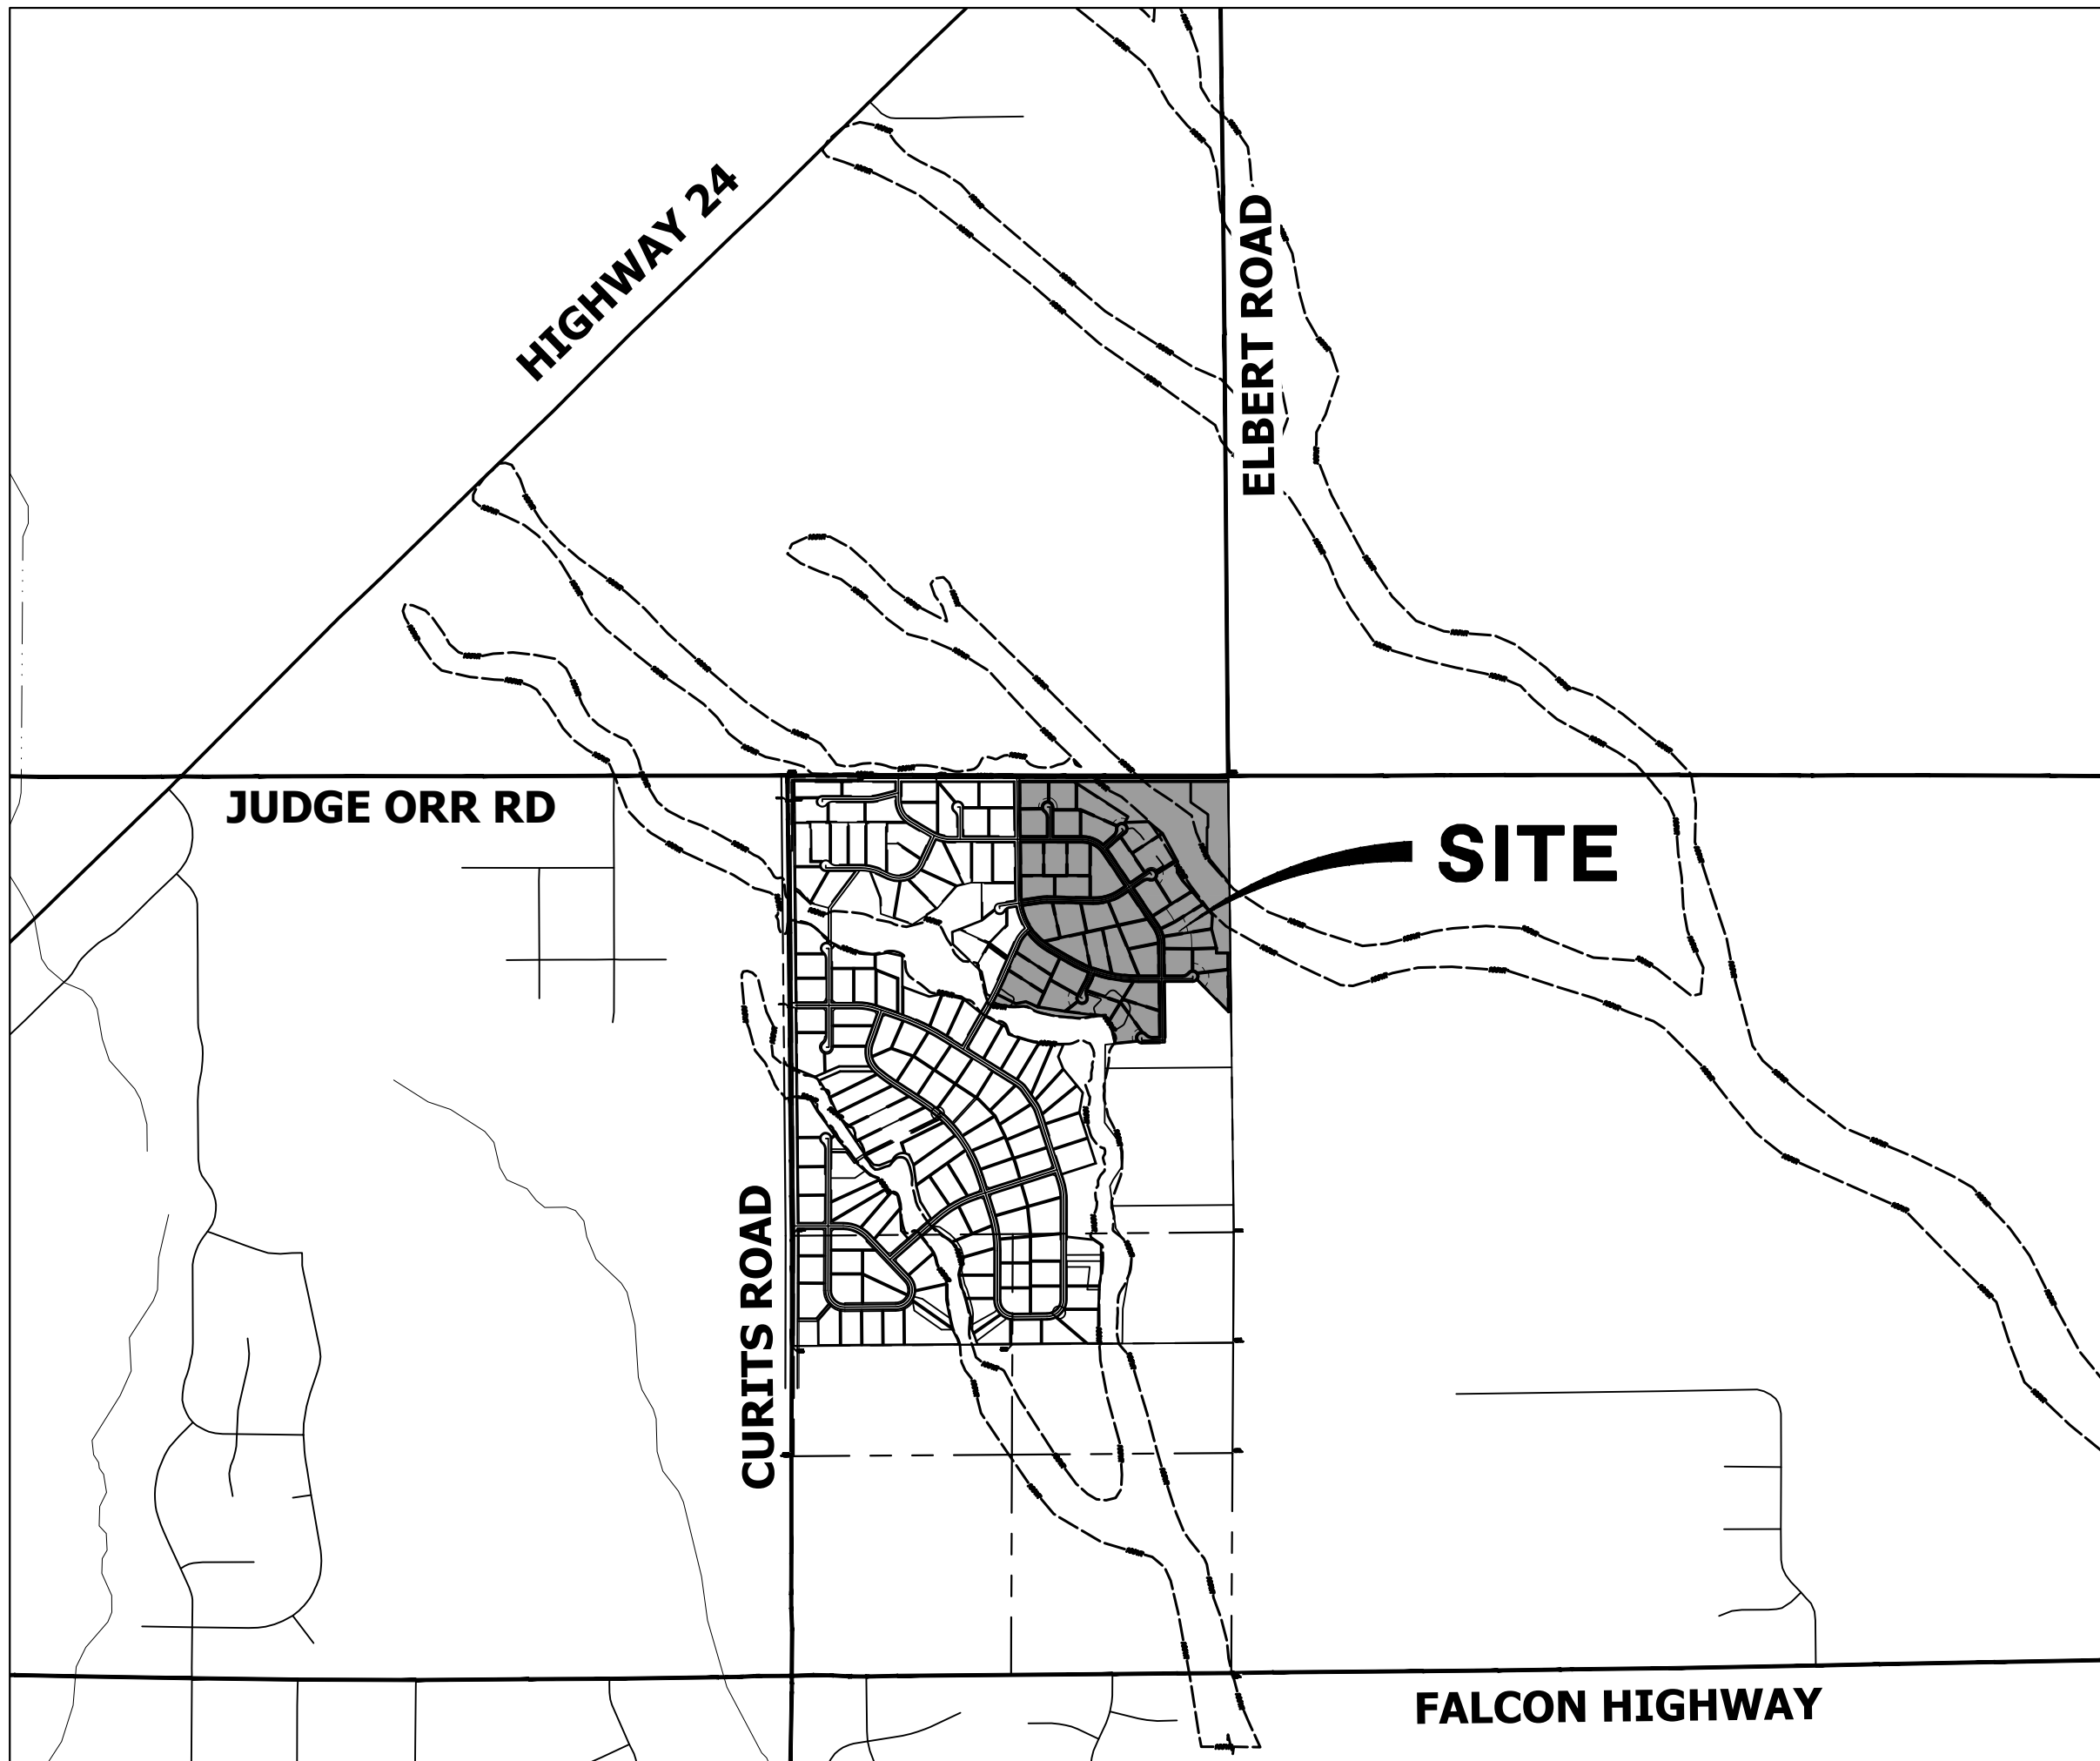 HIGHWAY 24
ELBERT ROAD
JUDGE ORR RD
SITE
CURITS ROAD
FALCON HIGHWAY